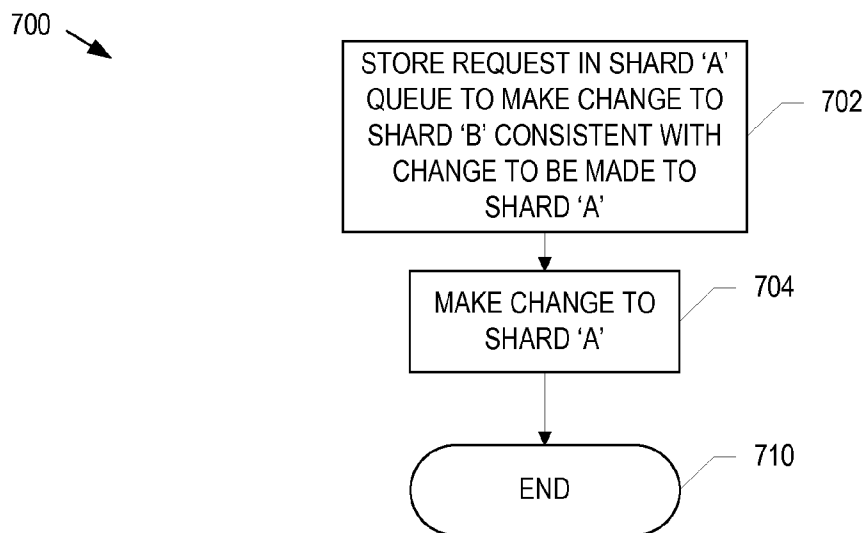 700
STORE REQUEST IN SHARD ‘A’
QUEUE TO MAKE CHANGE TO
SHARD ‘B’ CONSISTENT WITH
CHANGE TO BE MADE TO
SHARD ‘A’
702
MAKE CHANGE TO
SHARD ‘A’
704
END
710